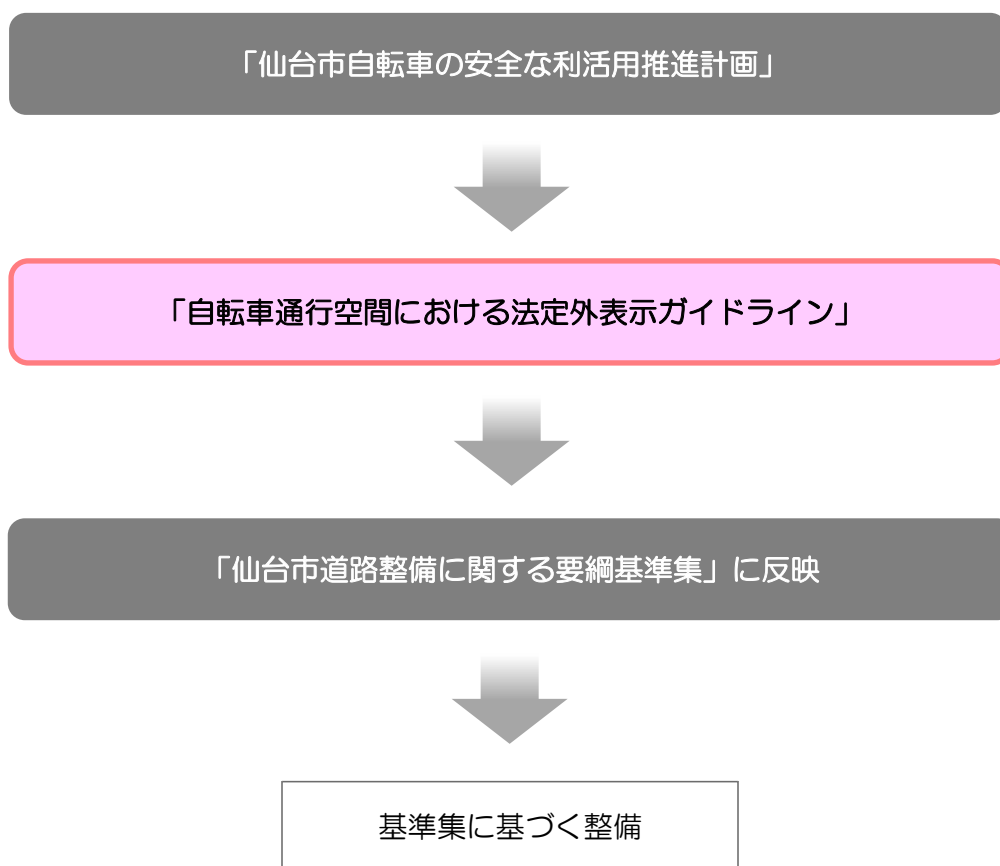 「仙台市自転車の安全な利活用推進計画」
「自転車通行空間における法定外表示ガイドライン」
「仙台市道路整備に関する要綱基準集」に反映
基準集に基づく整備